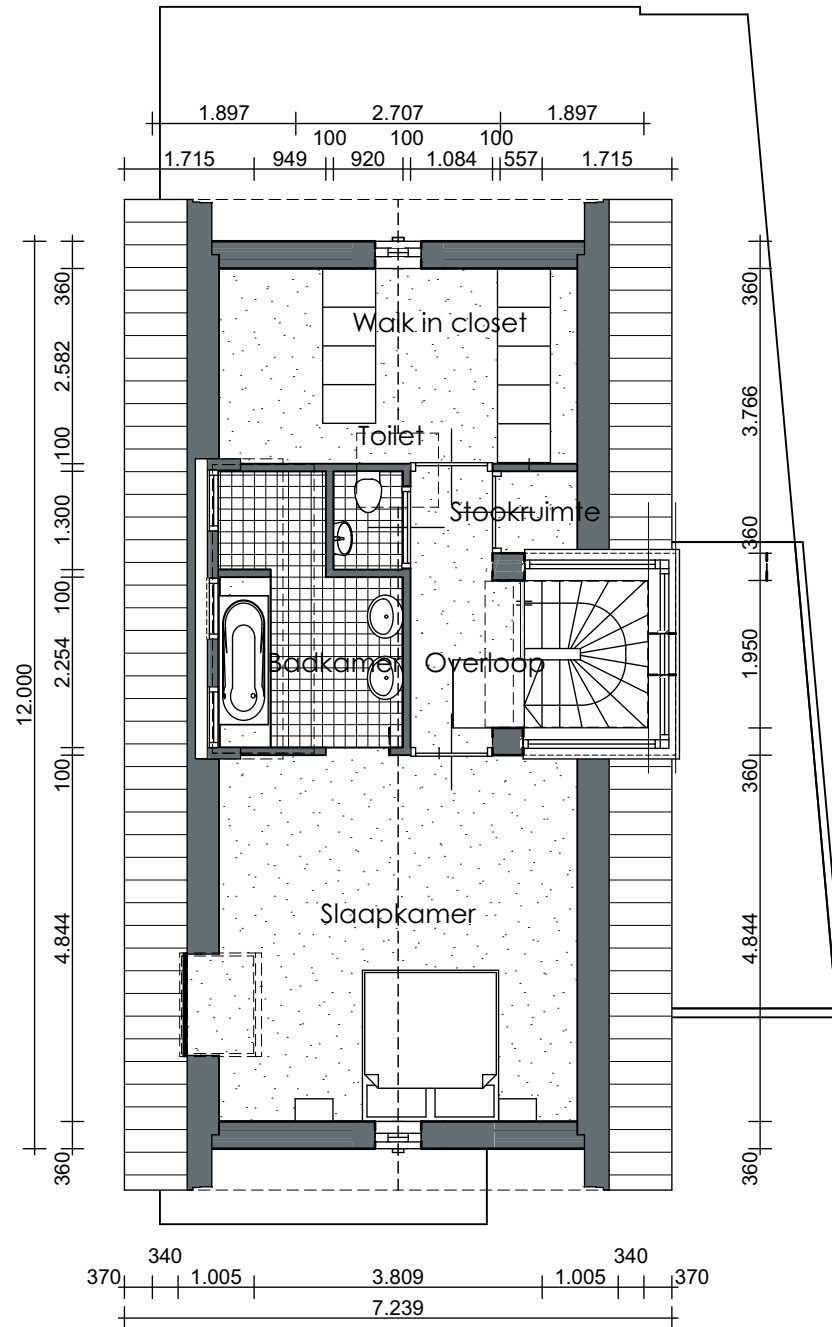 1.897 2.707 1.897
100 100 100
1.715 949 920 1.084 557 1.715
360
360
Walk in closet
2.582
3.766
Toilet
100
Stookruimte
1.300
360
100
Badkamer Overloop
2.254
1.950
12.000
100
360
Slaapkamer
4.844
4.844
360
360
340 340
370 1.005 3.809 1.005 370
7.239